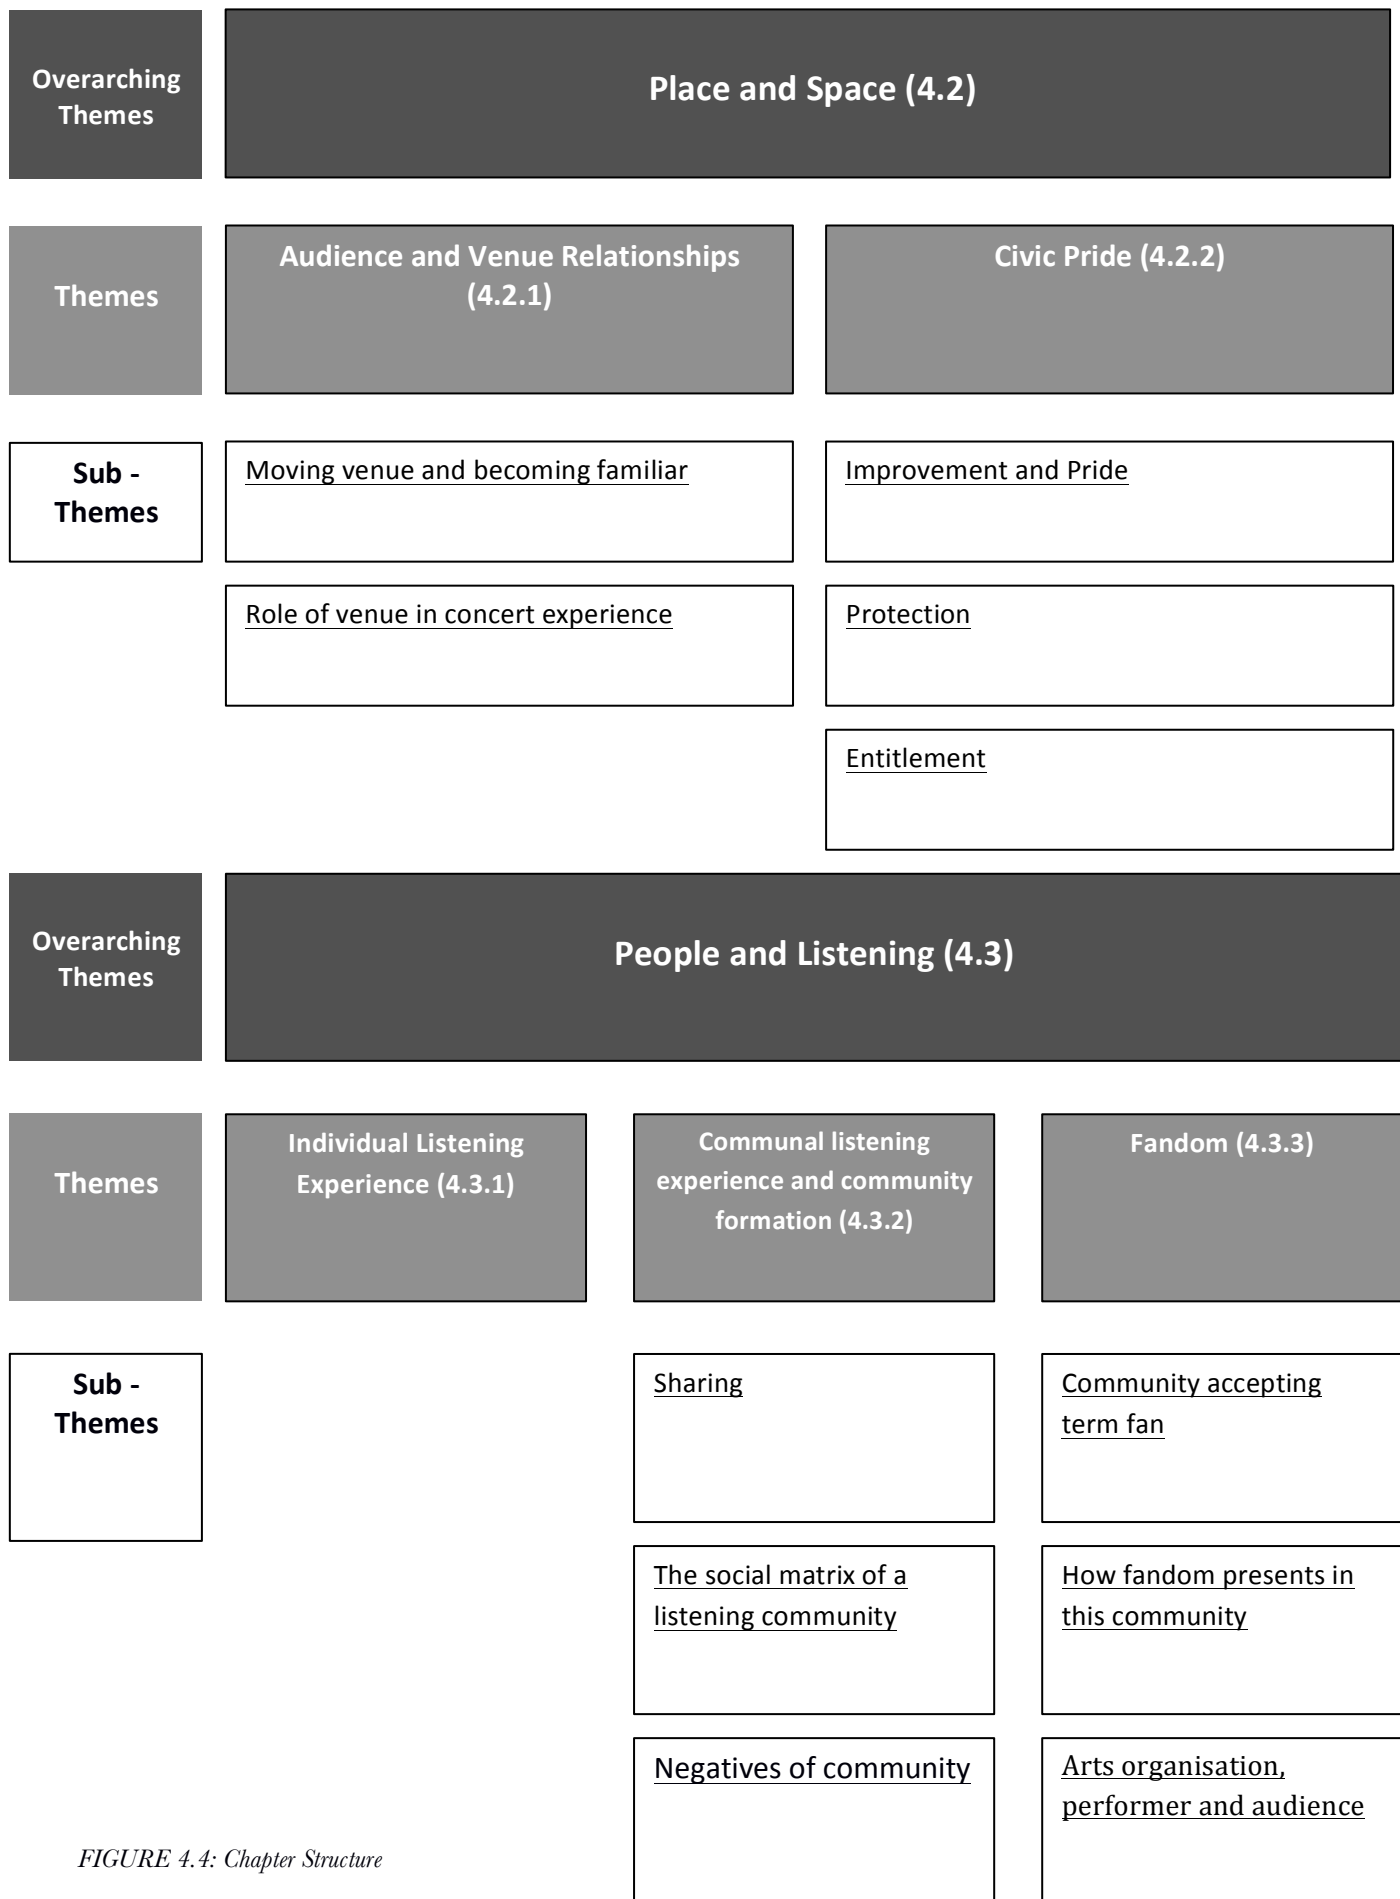 Overarching
Themes
Place and Space (4.2)
Themes
Audience and Venue Relationships
(4.2.1)
Civic Pride (4.2.2)
Sub -
Themes
Moving venue and becoming familiar
Improvement and Pride
Role of venue in concert experience
Protection
Entitlement
Overarching
Themes
People and Listening (4.3)
Themes
Individual Listening
Experience (4.3.1)
Communal listening
experience and community
formation (4.3.2)
Fandom (4.3.3)
Sub -
Themes
Sharing
Community accepting
term fan
The social matrix of a
listening community
How fandom presents in
this community
Negatives of community
Arts organisation,
performer and audience
FIGURE 4.4: Chapter Structure